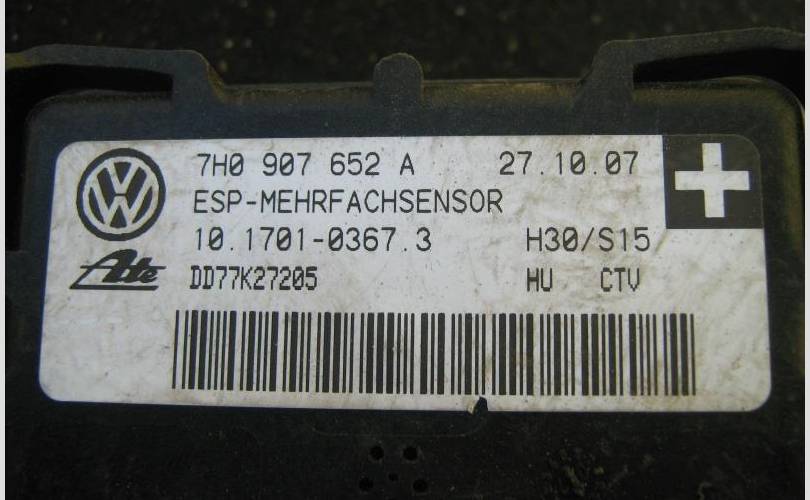 7H0 907 652 A 27.10.07
ESP-MEHRFACHSENSOR
10.1701-0367.3 H30/S15
Ate DD77K27205 HU CTV